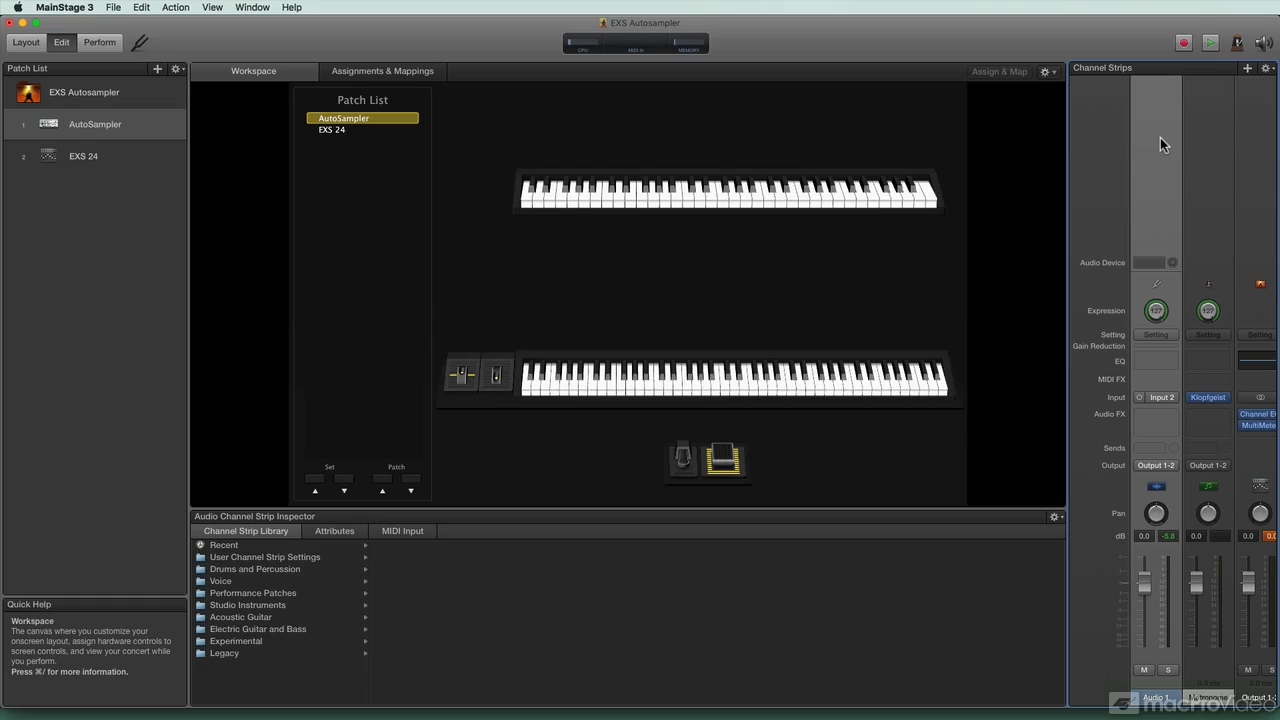 MainStage 3 File Edit Action View Window Help
EXS Autosampler
Layout Edit Perform
CPU MIDI In MEMORY
Patch List
EXS Autosampler
1 AutoSampler
2 EXS 24
Workspace Assignments & Mappings Assign & Map
Patch List
AutoSampler
EXS 24
Set Patch
Channel Strips
Audio Device
Expression 127 127
Setting Setting Setting Setting
Gain Reduction
EQ
MIDI FX
Input Input 2 Klopfgeist
Audio FX Channel E
MultiMete
Sends
Output Output 1-2 Output 1-2
Pan
dB 0.0 -5.8 0.0 0.0 0.
M S M S
0.0 ms
Audio 1 Metronome Output 1-2
Audio Channel Strip Inspector
Channel Strip Library Attributes MIDI Input
Recent
User Channel Strip Settings
Drums and Percussion
Voice
Performance Patches
Studio Instruments
Acoustic Guitar
Electric Guitar and Bass
Experimental
Legacy
Quick Help
Workspace
The canvas where you customize your
onscreen layout, assign hardware controls to
screen controls, and view your concert while
you perform.
Press ⌘/ for more information.
macProVideo